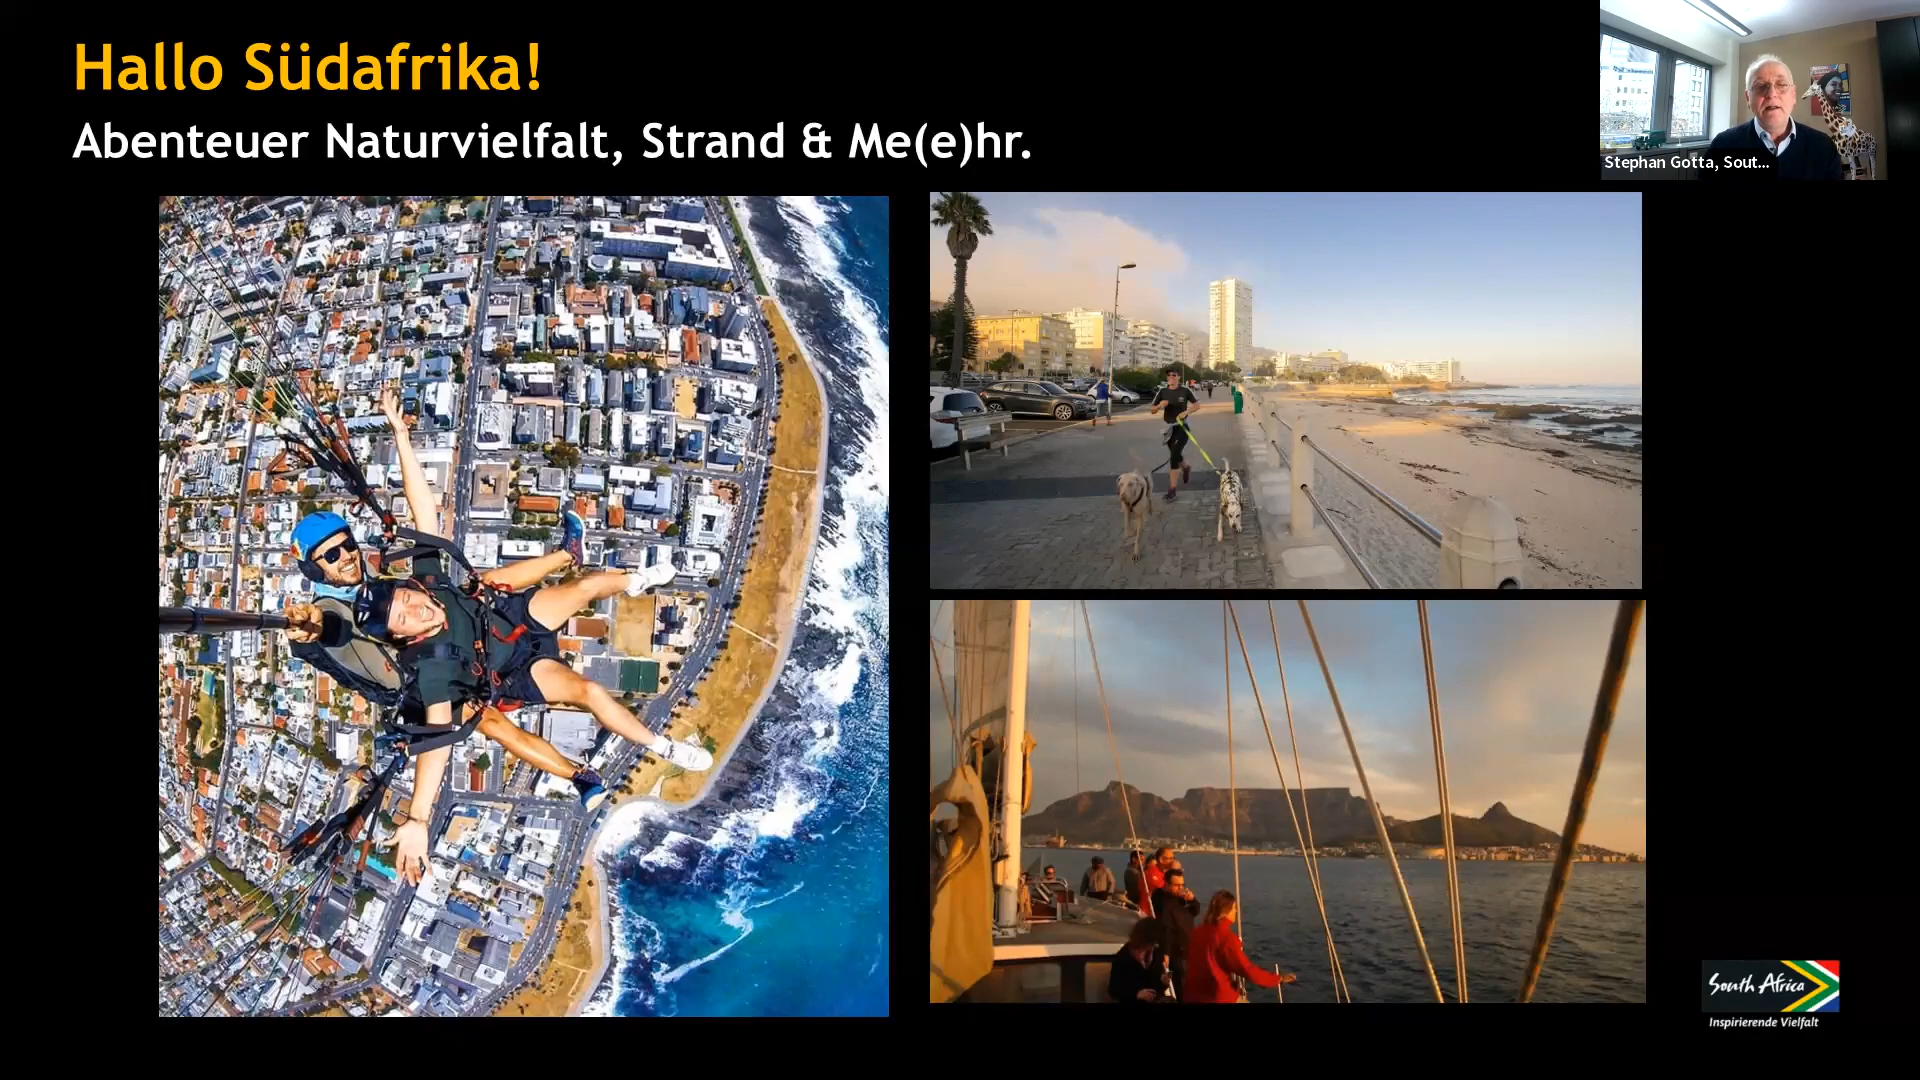 Hallo Südafrika!
Abenteuer Naturvielfalt, Strand & Me(e)hr.
Stephan Gotta, Sout...
South Africa
Inspirierende Vielfalt